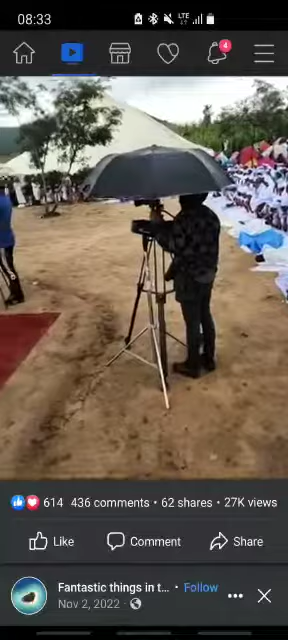 08:33
LTE
4
614 436 comments • 62 shares • 27K views
Like Comment Share
Fantastic things in t... • Follow
Nov 2, 2022 •